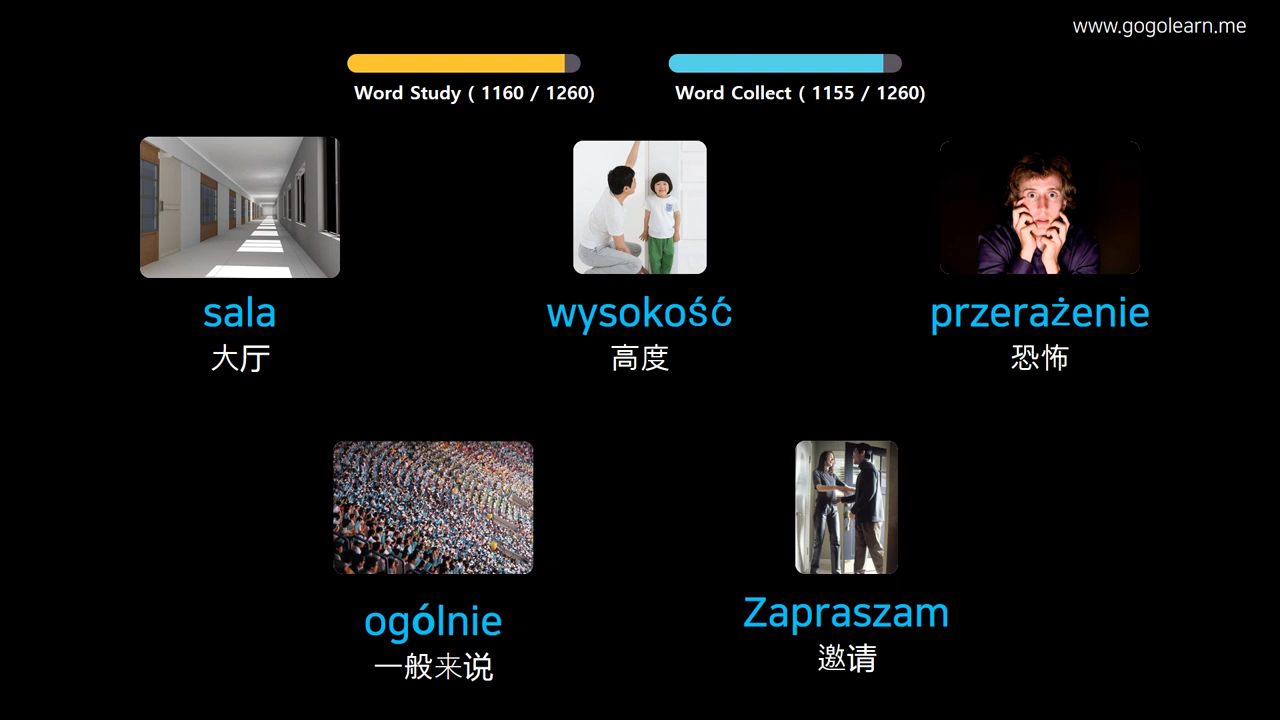 www.gogolearn.me
Word Study ( 1160 / 1260)
Word Collect ( 1155 / 1260)
sala
大厅
wysokość
高度
przerażenie
恐怖
ogólnie
一般来说
Zapraszam
邀请